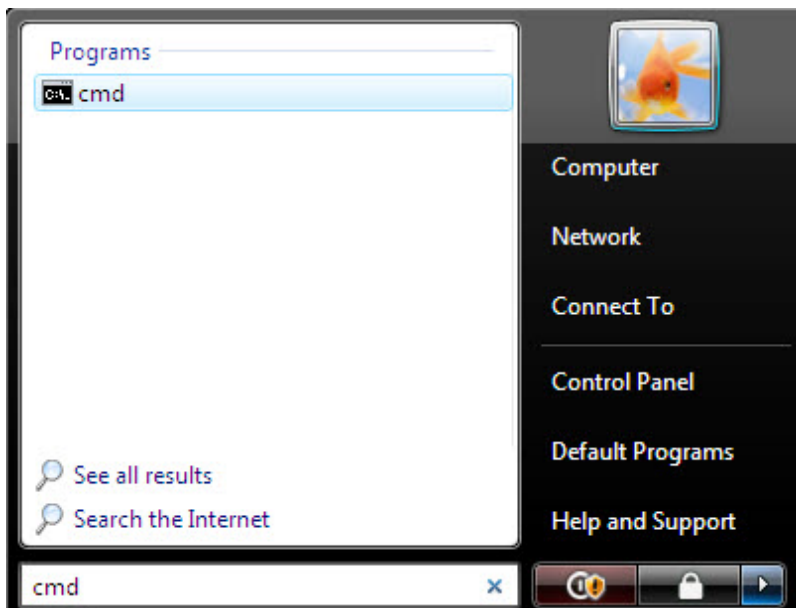 Programs
cmd
See all results
Search the Internet
cmd
Computer
Network
Connect To
Control Panel
Default Programs
Help and Support